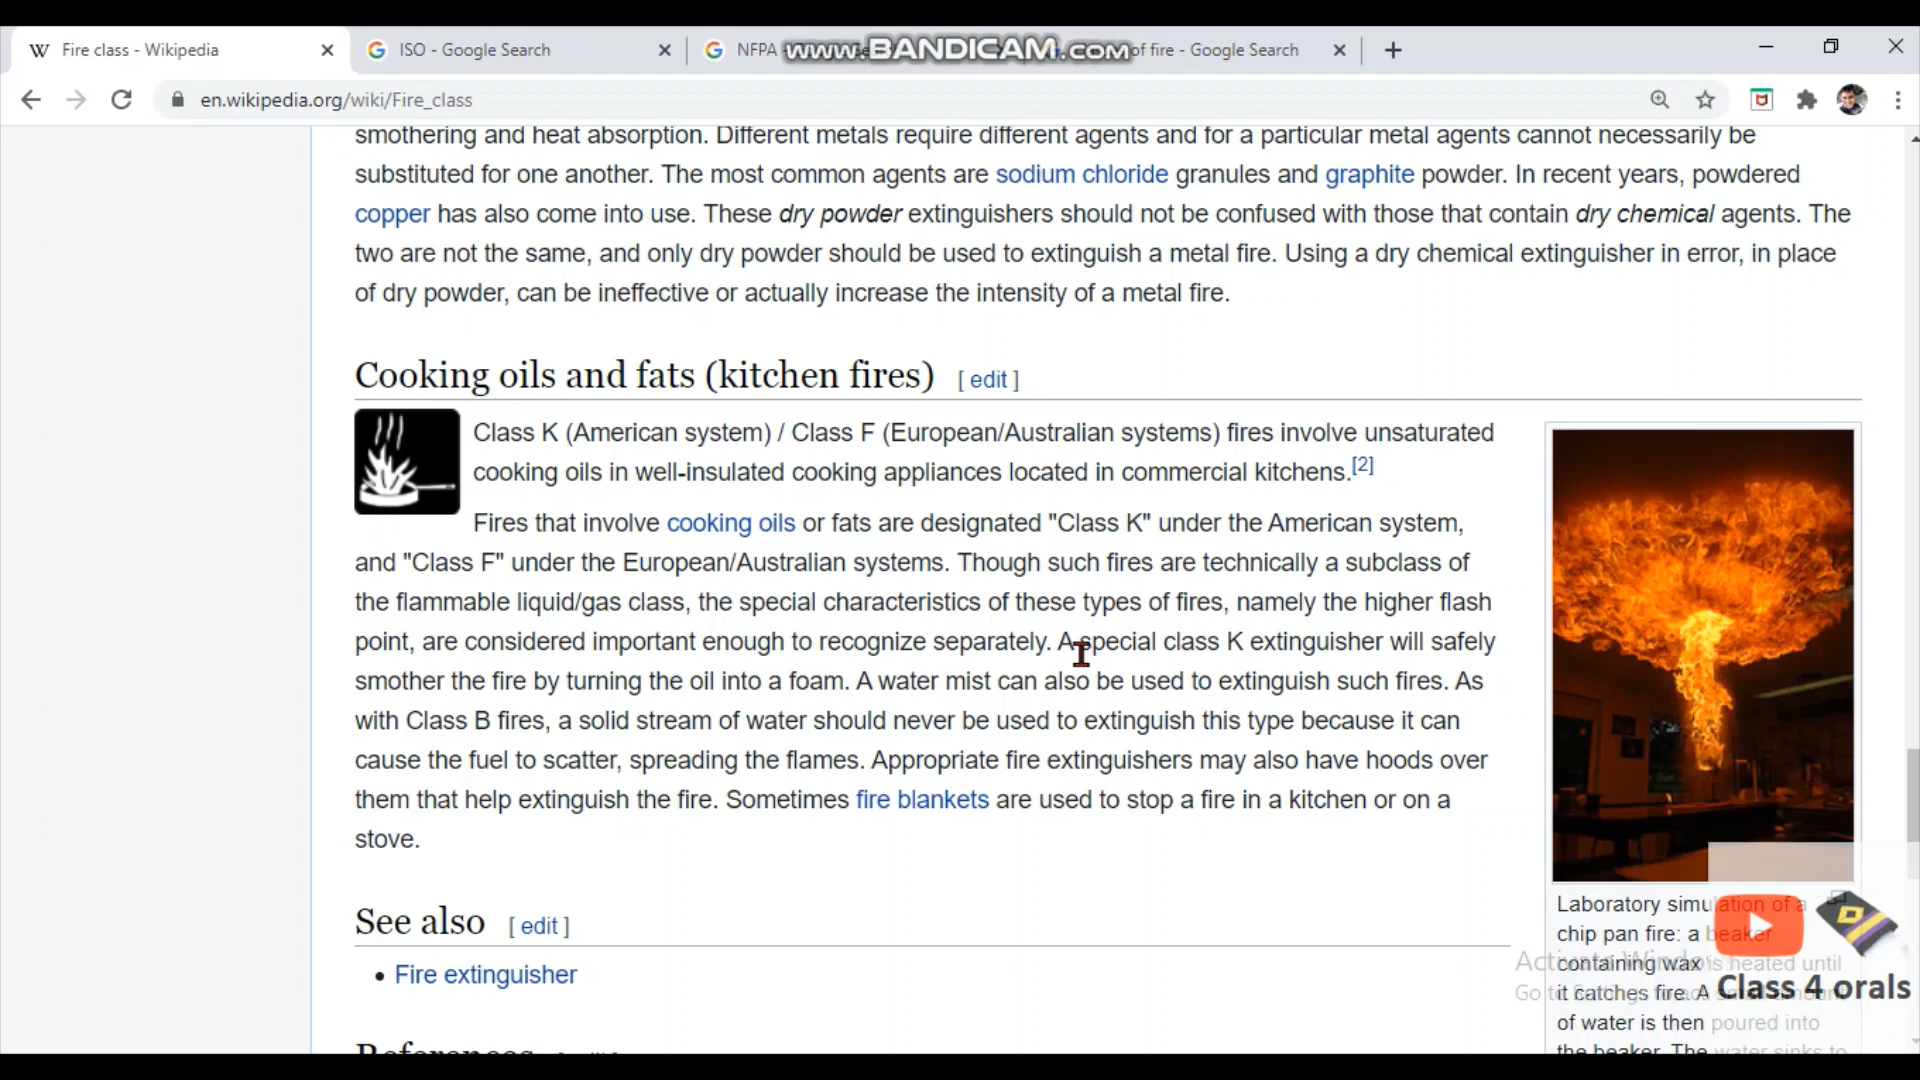 Fire class - Wikipedia
ISO - Google Search
NFPA
www.BANDICAM.com
of fire - Google Search
en.wikipedia.org/wiki/Fire_class
smothering and heat absorption. Different metals require different agents and for a particular metal agents cannot necessarily be
substituted for one another. The most common agents are sodium chloride granules and graphite powder. In recent years, powdered
copper has also come into use. These dry powder extinguishers should not be confused with those that contain dry chemical agents. The
two are not the same, and only dry powder should be used to extinguish a metal fire. Using a dry chemical extinguisher in error, in place
of dry powder, can be ineffective or actually increase the intensity of a metal fire.
Cooking oils and fats (kitchen fires) [ edit ]
Class K (American system) / Class F (European/Australian systems) fires involve unsaturated
cooking oils in well-insulated cooking appliances located in commercial kitchens.[2]
Fires that involve cooking oils or fats are designated "Class K" under the American system,
and "Class F" under the European/Australian systems. Though such fires are technically a subclass of
the flammable liquid/gas class, the special characteristics of these types of fires, namely the higher flash
point, are considered important enough to recognize separately. A special class K extinguisher will safely
smother the fire by turning the oil into a foam. A water mist can also be used to extinguish such fires. As
with Class B fires, a solid stream of water should never be used to extinguish this type because it can
cause the fuel to scatter, spreading the flames. Appropriate fire extinguishers may also have hoods over
them that help extinguish the fire. Sometimes fire blankets are used to stop a fire in a kitchen or on a
stove.
See also [ edit ]
• Fire extinguisher
References
Laboratory simulation of a
chip pan fire: a beaker
containing wax is heated until
it catches fire. A small amount
of water is then poured into
the beaker. The water sinks to
Activate Windows
Go to Settings to
Class 4 orals